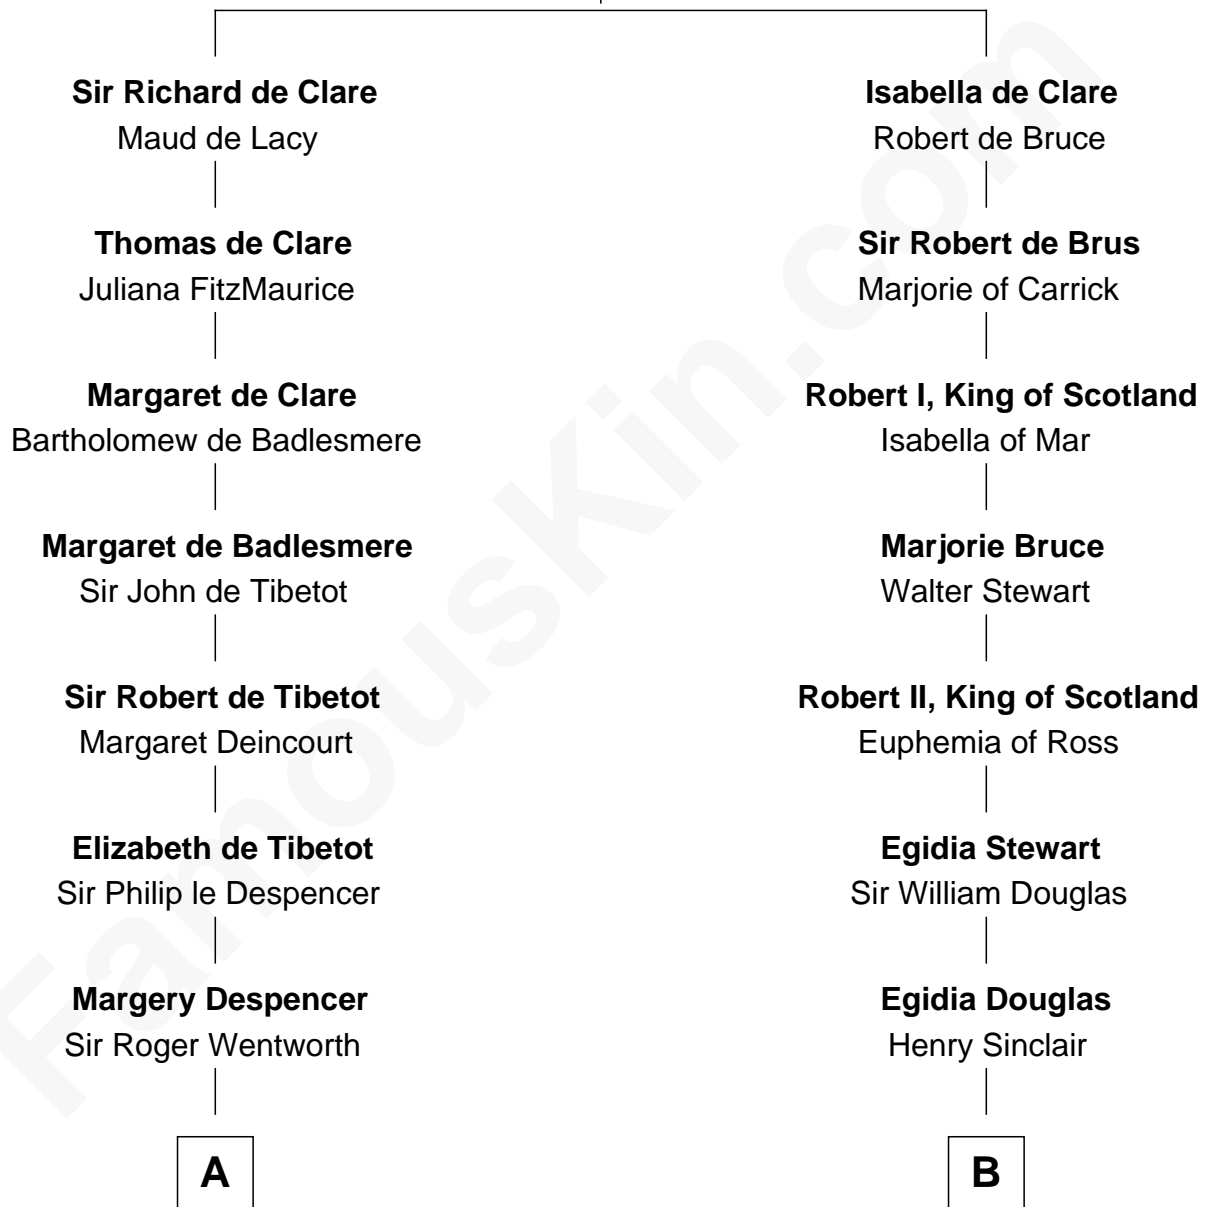 Sir Richard de Clare
Maud de Lacy
Thomas de Clare
Juliana FitzMaurice
Margaret de Clare
Bartholomew de Badlesmere
Margaret de Badlesmere
Sir John de Tibetot
Sir Robert de Tibetot
Margaret Deincourt
Elizabeth de Tibetot
Sir Philip le Despencer
Margery Despencer
Sir Roger Wentworth
A
Isabella de Clare
Robert de Bruce
Sir Robert de Brus
Marjorie of Carrick
Robert I, King of Scotland
Isabella of Mar
Marjorie Bruce
Walter Stewart
Robert II, King of Scotland
Euphemia of Ross
Egidia Stewart
Sir William Douglas
Egidia Douglas
Henry Sinclair
B
FamousKin.com